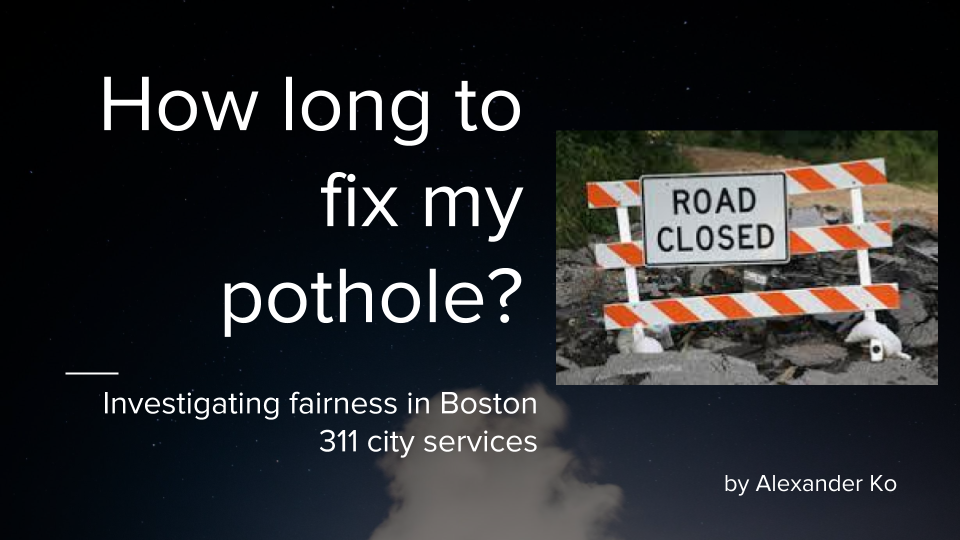 How long to
fix my
pothole?
ROAD
CLOSED
Investigating fairness in Boston
311 city services
by Alexander Ko